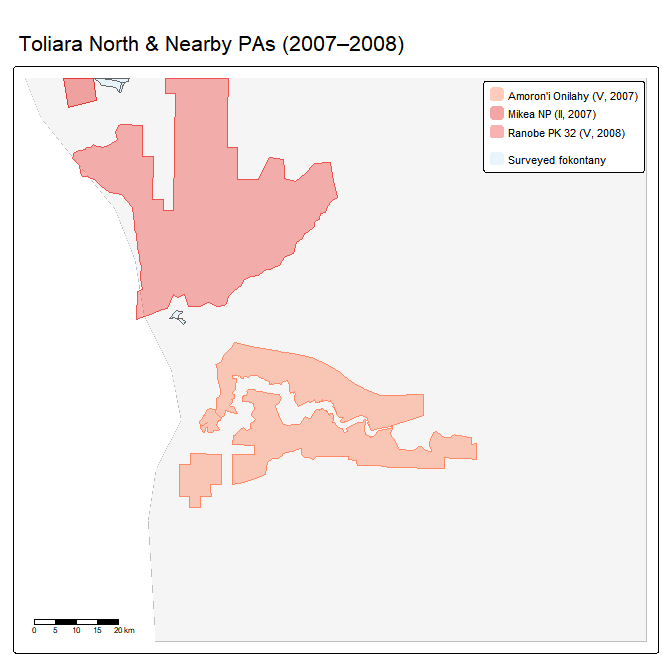 Toliara North & Nearby PAs (2007–2008)
Amoron'i Onilahy (V, 2007)
Mikea NP (II, 2007)
Ranobe PK 32 (V, 2008)
Surveyed fokontany
0 5 10 15 20 km